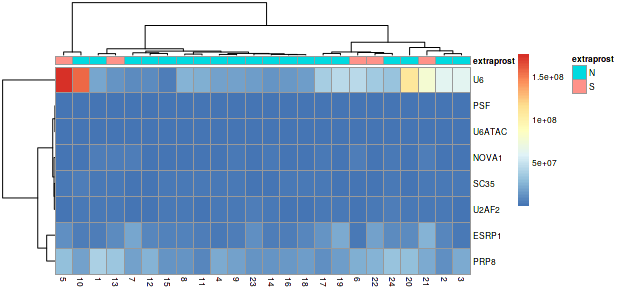 extraprost
U6
PSF
U6ATAC
NOVA1
SC35
U2AF2
ESRP1
PRP8
5 10 1 13 7 12 15 8 11 4 9 23 14 16 18 17 19 6 22 24 20 21 2 3
1.5e+08
1e+08
5e+07
extraprost
N
S